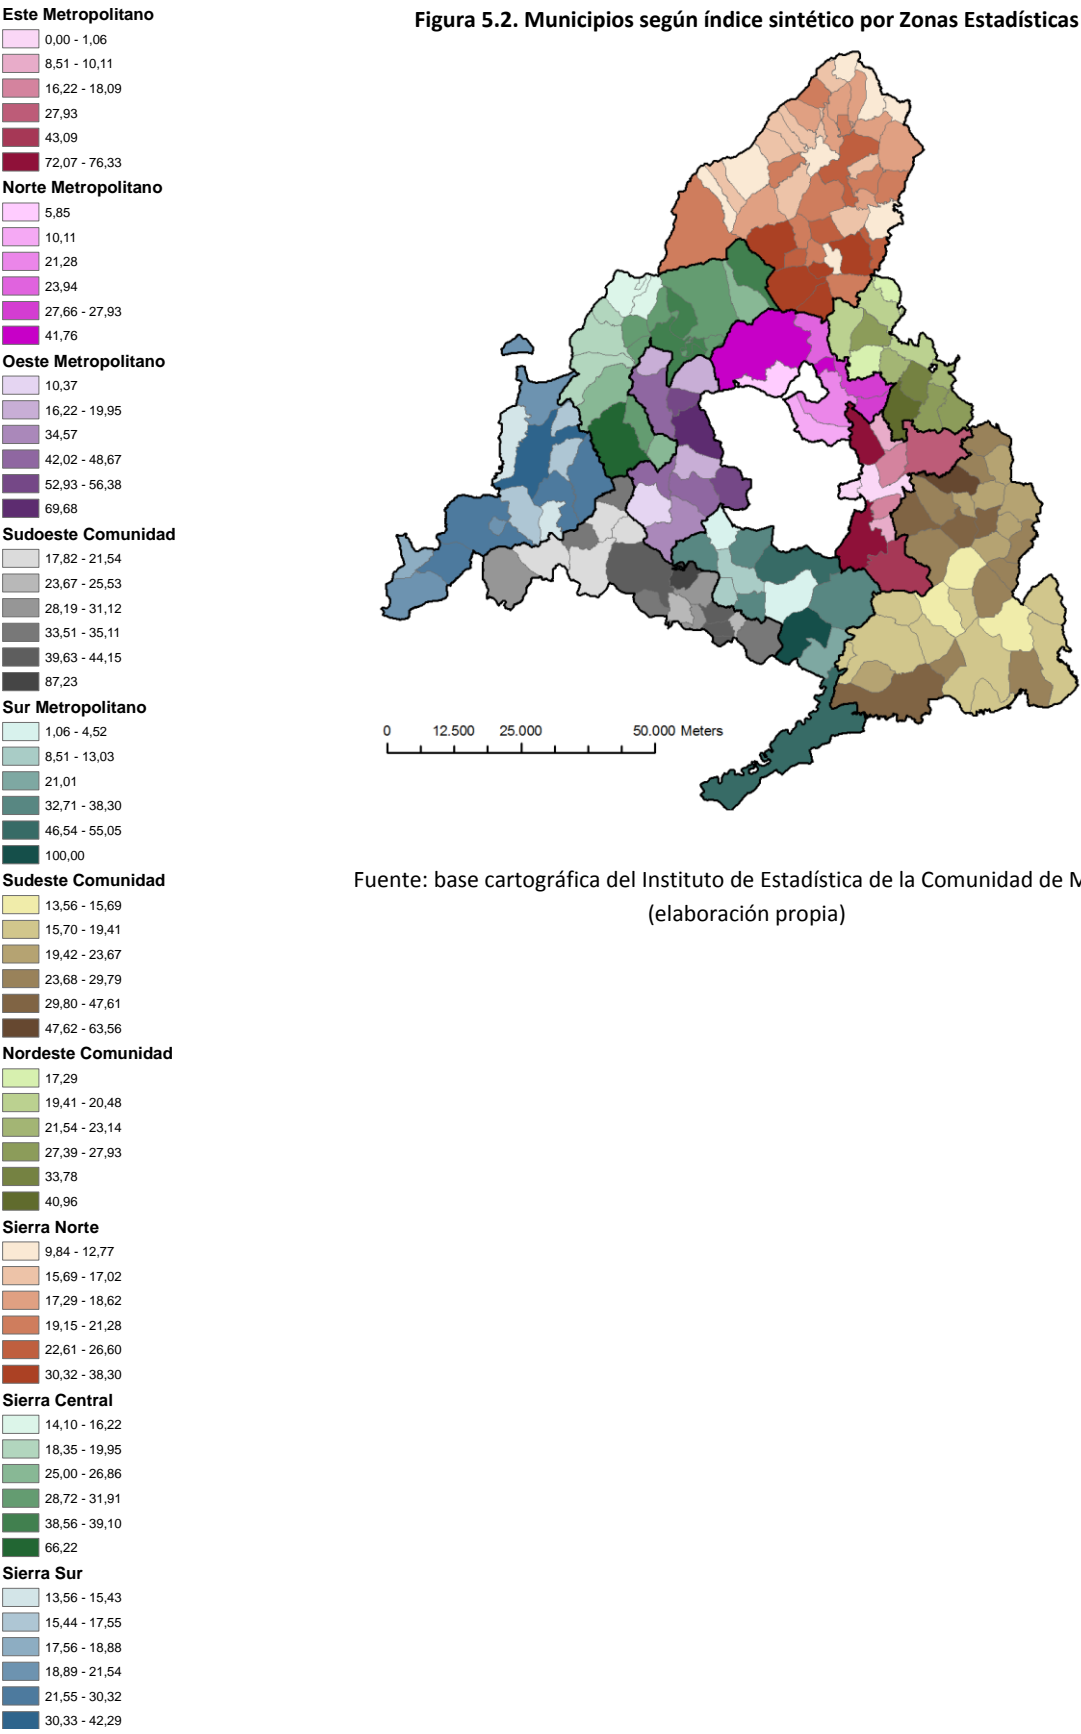 Figura 5.2. Municipios según índice sintético por Zonas Estadísticas
Este Metropolitano
0,00 - 1,06
8,51 - 10,11
16,22 - 18,09
27,93
43,09
72,07 - 76,33
Norte Metropolitano
5,85
10,11
21,28
23,94
27,66 - 27,93
41,76
Oeste Metropolitano
10,37
16,22 - 19,95
34,57
42,02 - 48,67
52,93 - 56,38
69,68
Sudoeste Comunidad
17,82 - 21,54
23,67 - 25,53
28,19 - 31,12
33,51 - 35,11
39,63 - 44,15
87,23
Sur Metropolitano
1,06 - 4,52
8,51 - 13,03
21,01
32,71 - 38,30
46,54 - 55,05
100,00
Sudeste Comunidad
13,56 - 15,69
15,70 - 19,41
19,42 - 23,67
23,68 - 29,79
29,80 - 47,61
47,62 - 63,56
Nordeste Comunidad
17,29
19,41 - 20,48
21,54 - 23,14
27,39 - 27,93
33,78
40,96
Sierra Norte
9,84 - 12,77
15,69 - 17,02
17,29 - 18,62
19,15 - 21,28
22,61 - 26,60
30,32 - 38,30
Sierra Central
14,10 - 16,22
18,35 - 19,95
25,00 - 26,86
28,72 - 31,91
38,56 - 39,10
66,22
Sierra Sur
13,56 - 15,43
15,44 - 17,55
17,56 - 18,88
18,89 - 21,54
21,55 - 30,32
30,33 - 42,29
0 12.500 25.000 50.000 Meters
Fuente: base cartográfica del Instituto de Estadística de la Comunidad de M
(elaboración propia)